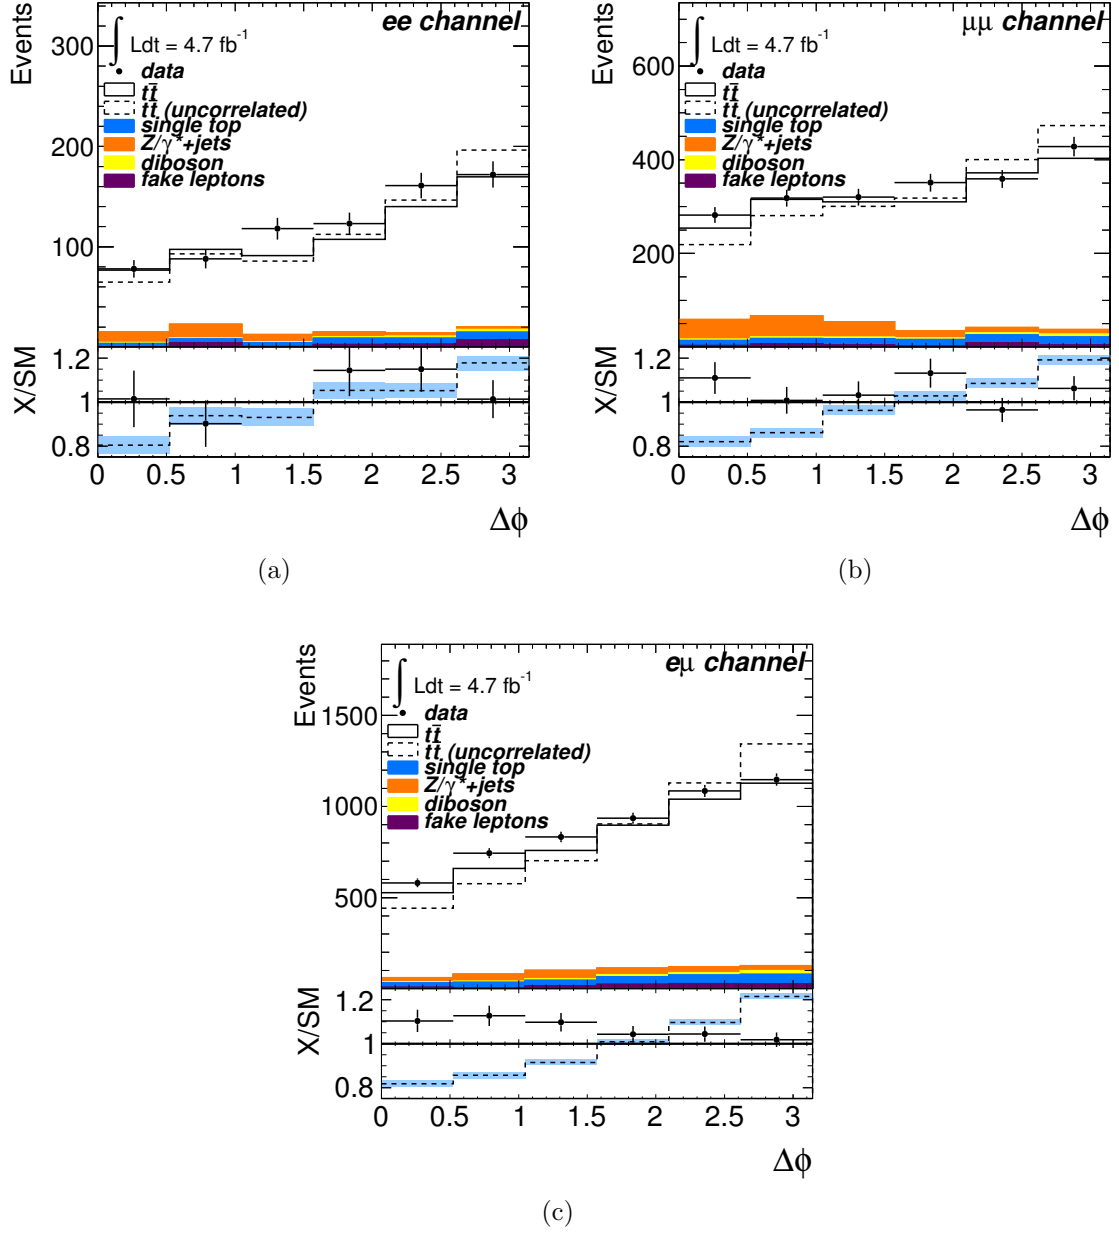 ee channel
Events
∫ Ldt = 4.7 fb⁻¹
data
tt̄
tt̄ (uncorrelated)
single top
Z/γ*+jets
diboson
fake leptons
300
200
100
X/SM
1.2
1
0.8
0 0.5 1 1.5 2 2.5 3
Δϕ
(a)
μμ channel
Events
∫ Ldt = 4.7 fb⁻¹
data
tt̄
tt̄ (uncorrelated)
single top
Z/γ*+jets
diboson
fake leptons
600
400
200
X/SM
1.2
1
0.8
0 0.5 1 1.5 2 2.5 3
Δϕ
(b)
eμ channel
Events
∫ Ldt = 4.7 fb⁻¹
data
tt̄
tt̄ (uncorrelated)
single top
Z/γ*+jets
diboson
fake leptons
1500
1000
500
X/SM
1.2
1
0.8
0 0.5 1 1.5 2 2.5 3
Δϕ
(c)